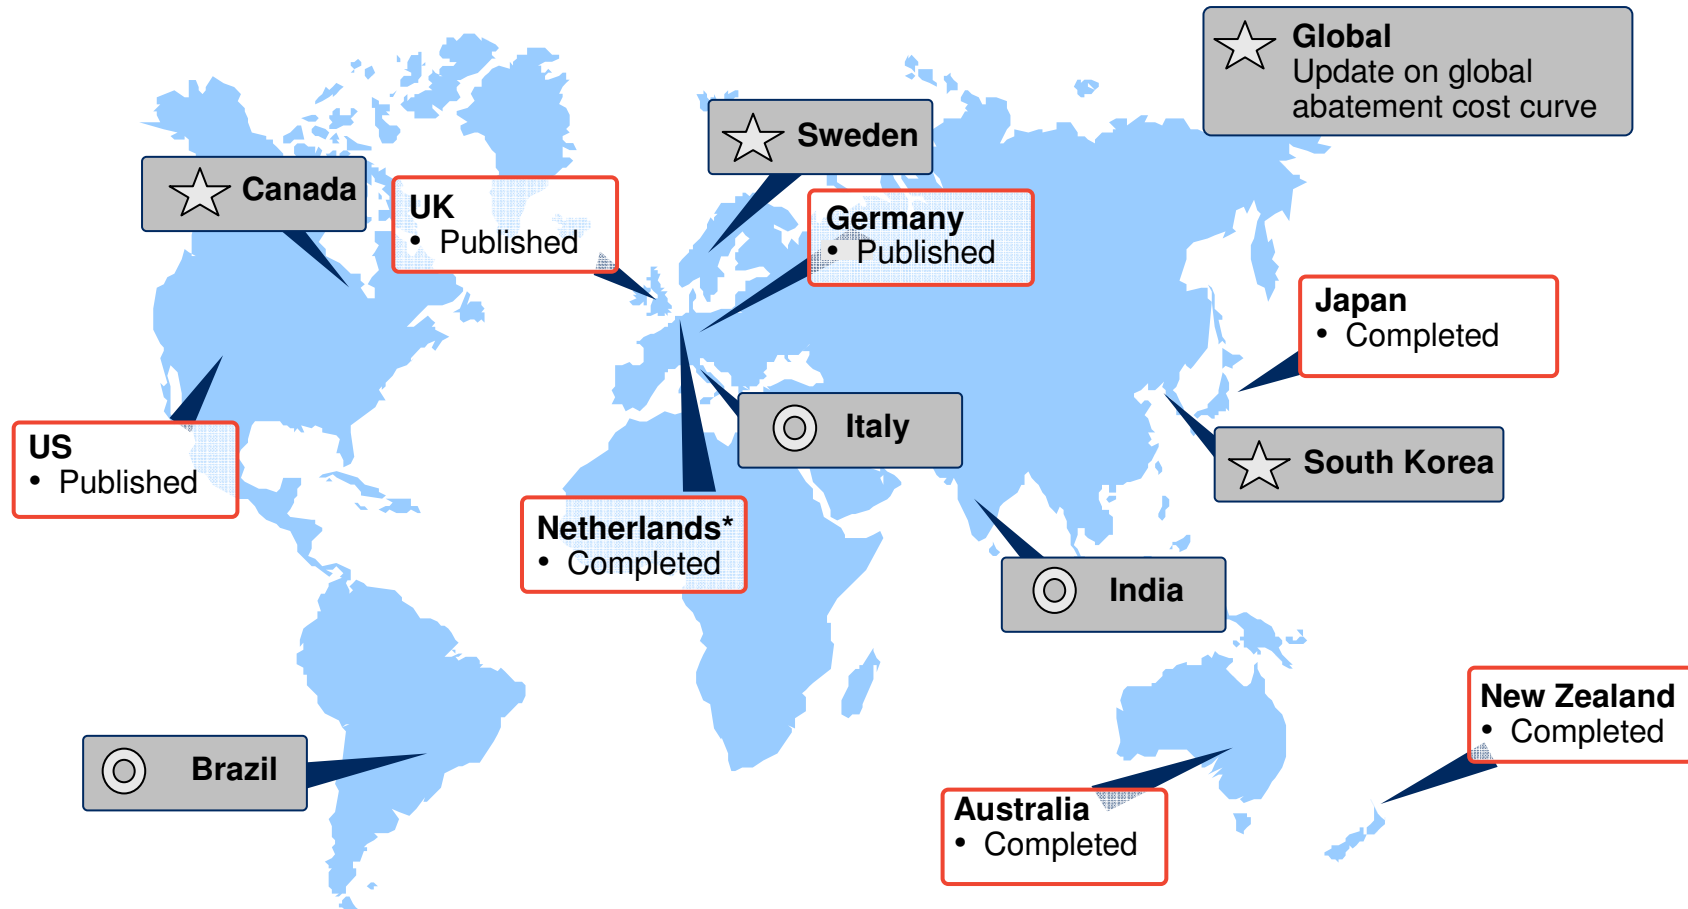 Global
Update on global
abatement cost curve
Sweden
Canada
UK
• Published
Germany
• Published
Japan
• Completed
US
• Published
Italy
South Korea
Netherlands*
• Completed
India
New Zealand
• Completed
Brazil
Australia
• Completed